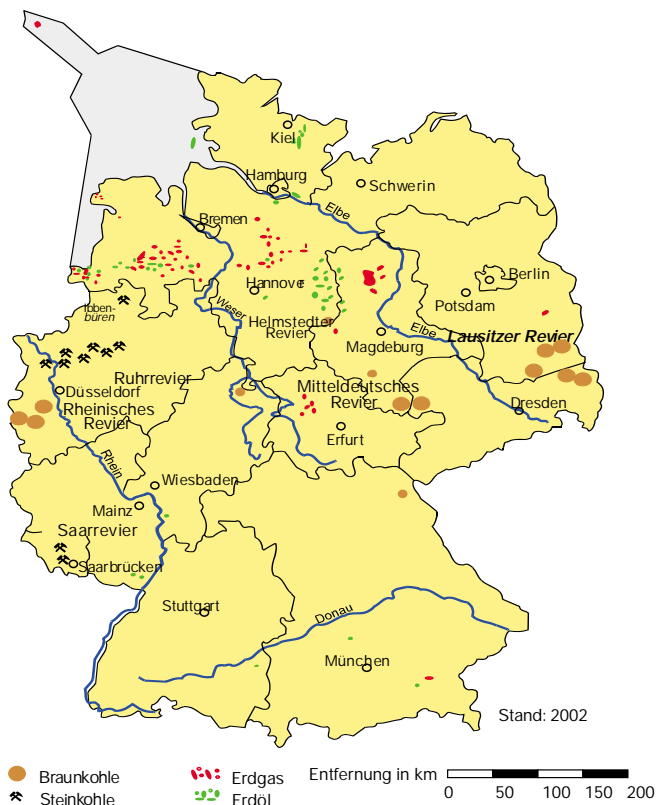 Kiel
Hamburg
Schwerin
Elbe
Bremen
Berlin
Hannover
Potsdam
Ibben-
büren
Weser
Helmstedter
Revier
Elbe
Lausitzer Revier
Magdeburg
Ruhrrevier
Mitteldeutsches
Revier
Düsseldorf
Rheinisches
Revier
Dresden
Erfurt
Rhein
Wiesbaden
Mainz
Saarrevier
Saarbrücken
Stuttgart
Donau
München
Stand: 2002
Braunkohle
Erdgas
Entfernung in km
0 50 100 150 200
Steinkohle
Erdöl